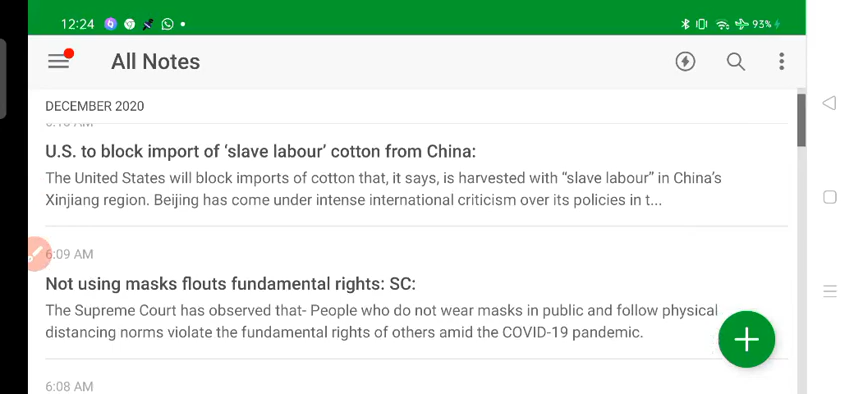 12:24
93%
All Notes
DECEMBER 2020
U.S. to block import of ‘slave labour’ cotton from China:
The United States will block imports of cotton that, it says, is harvested with “slave labour” in China’s
Xinjiang region. Beijing has come under intense international criticism over its policies in t...
6:09 AM
Not using masks flouts fundamental rights: SC:
The Supreme Court has observed that- People who do not wear masks in public and follow physical
distancing norms violate the fundamental rights of others amid the COVID-19 pandemic.
6:08 AM